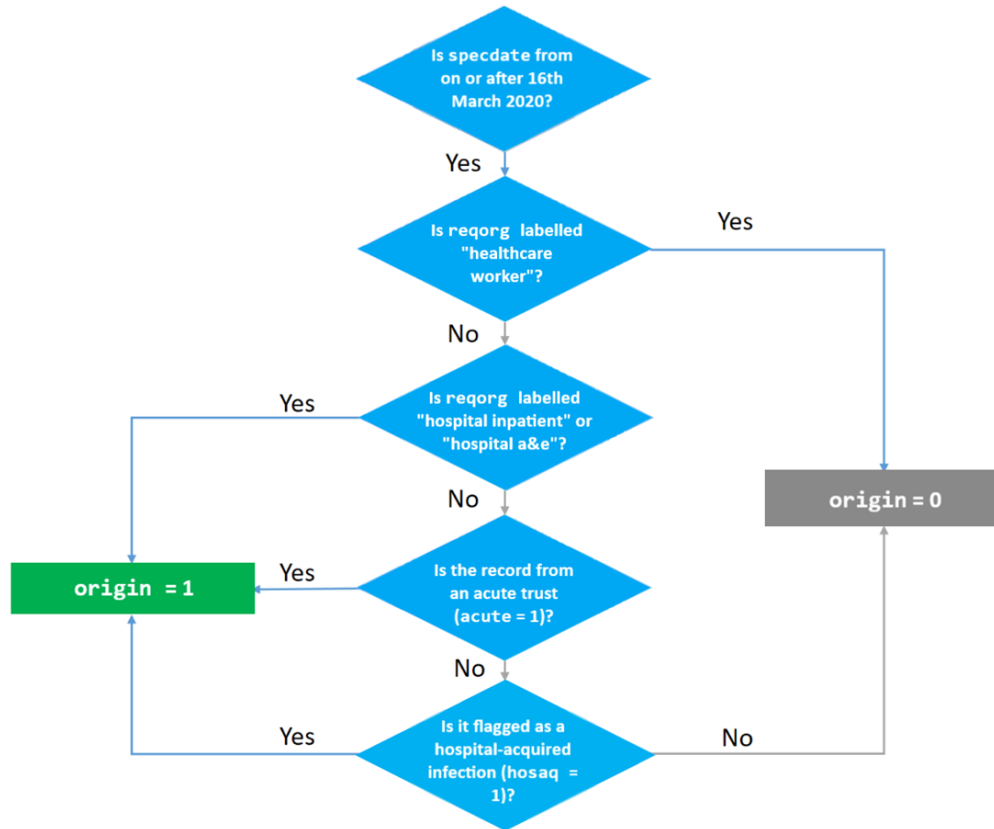 Is specdate from
on or after 16th
March 2020?
Yes
Is reqorg labelled
"healthcare
worker"?
Yes
No
Is reqorg labelled
"hospital inpatient" or
"hospital a&e"?
Yes
No
origin = 0
Is the record from
an acute trust
(acute = 1)?
Yes
origin = 1
No
Is it flagged as a
hospital-acquired
infection (hosaq =
1)?
Yes
No